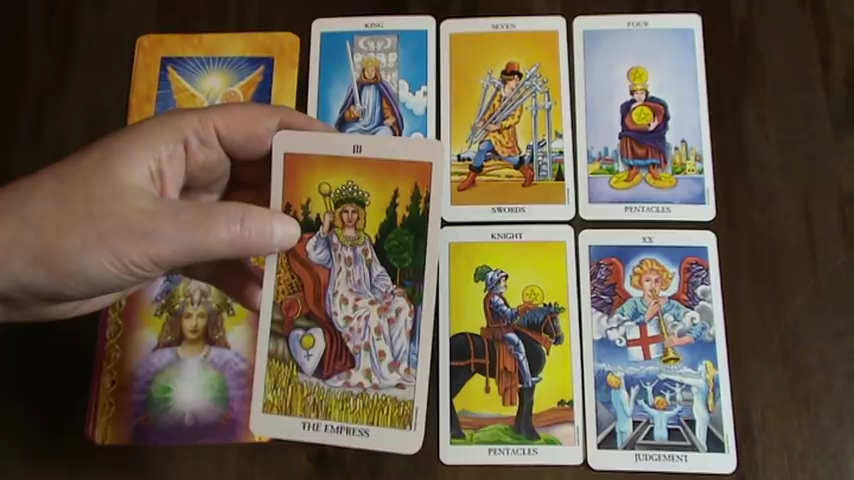 KING
SEVEN
SWORDS
FOUR
PENTACLES
III
THE EMPRESS
KNIGHT
PENTACLES
XX
JUDGEMENT